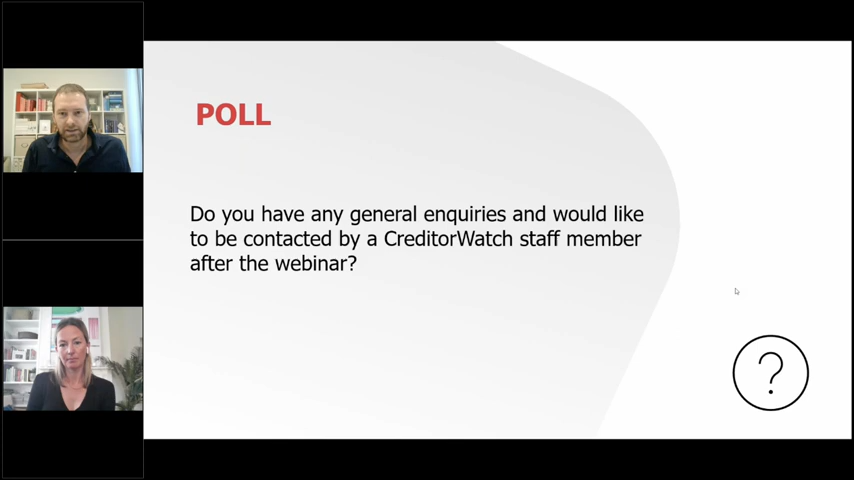 POLL
Do you have any general enquiries and would like
to be contacted by a CreditorWatch staff member
after the webinar?
?